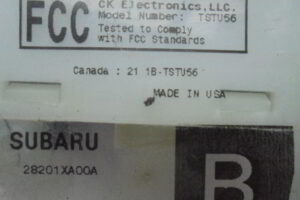 FCC
CK Electronics,LLC.
Model Number: TSTU56
Tested to Comply
with FCC Standards
Canada : 21 1B-TSTU56
MADE IN USA
SUBARU
28201XA00A
B